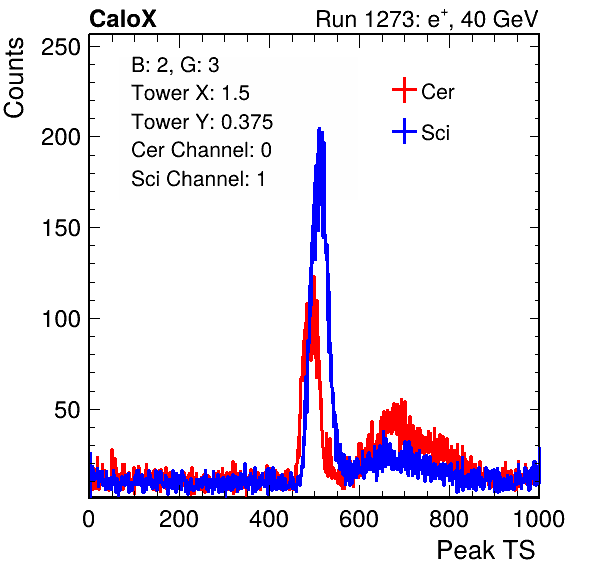 CaloX Run 1273: e⁺, 40 GeV
Counts
250
200
150
100
50
B: 2, G: 3
Tower X: 1.5
Tower Y: 0.375
Cer Channel: 0
Sci Channel: 1
Cer
Sci
0 200 400 600 800 1000
Peak TS